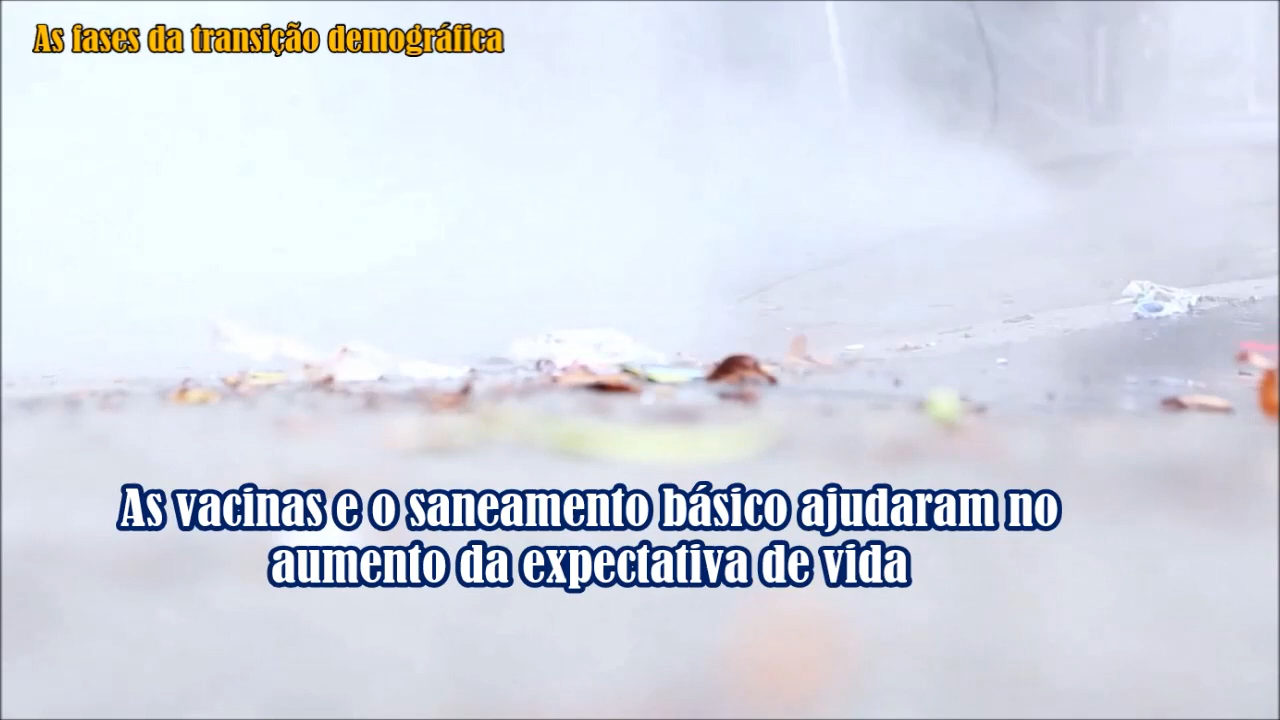 As fases da transição demográfica
As vacinas e o saneamento básico ajudaram no
aumento da expectativa de vida